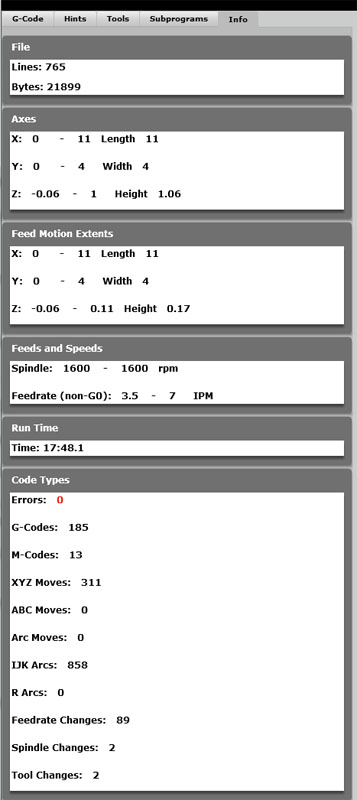 G-Code Hints Tools Subprograms Info
File
Lines: 765
Bytes: 21899
Axes
X: 0 - 11 Length 11
Y: 0 - 4 Width 4
Z: -0.06 - 1 Height 1.06
Feed Motion Extents
X: 0 - 11 Length 11
Y: 0 - 4 Width 4
Z: -0.06 - 0.11 Height 0.17
Feeds and Speeds
Spindle: 1600 - 1600 rpm
Feedrate (non-G0): 3.5 - 7 IPM
Run Time
Time: 17:48.1
Code Types
Errors: 0
G-Codes: 185
M-Codes: 13
XYZ Moves: 311
ABC Moves: 0
Arc Moves: 0
IJK Arcs: 858
R Arcs: 0
Feedrate Changes: 89
Spindle Changes: 2
Tool Changes: 2